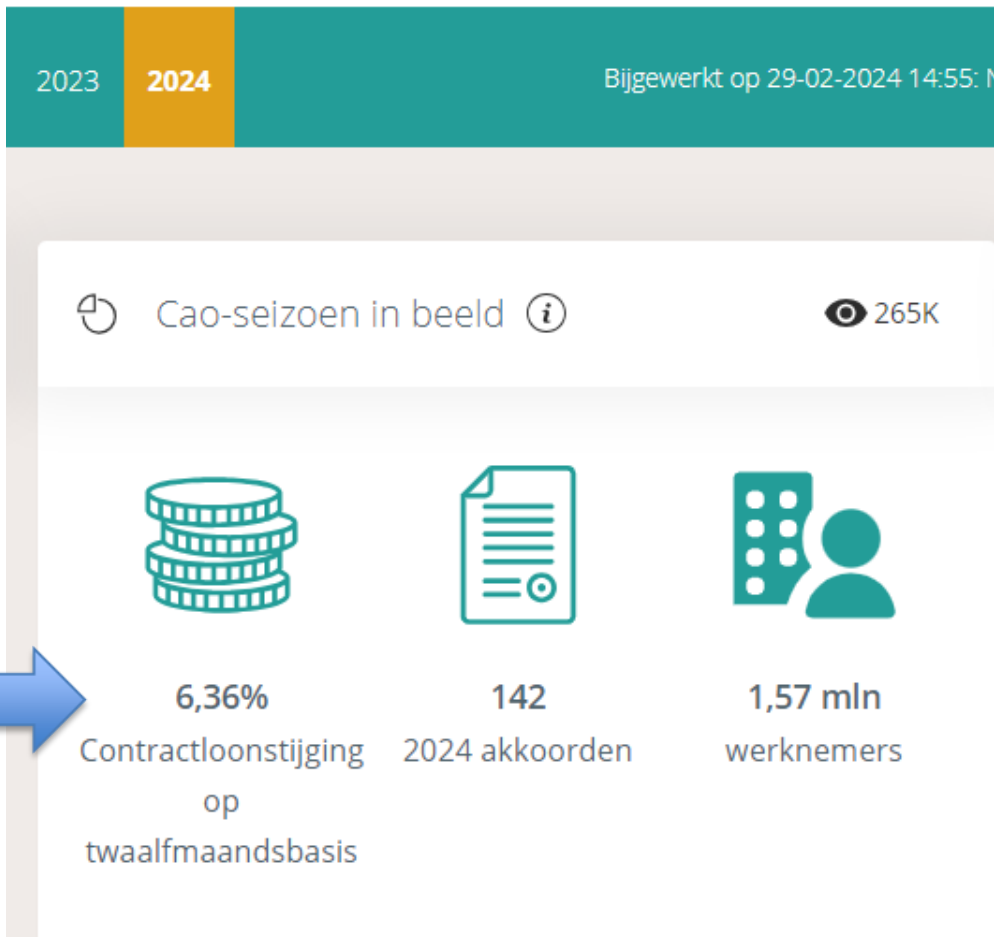 2023 2024 Bijgewerkt op 29-02-2024 14:55:
Cao-seizoen in beeld i 265K
6,36% 142 1,57 mln
Contractloonstijging 2024 akkoorden werknemers
op
twaalfmaandsbasis